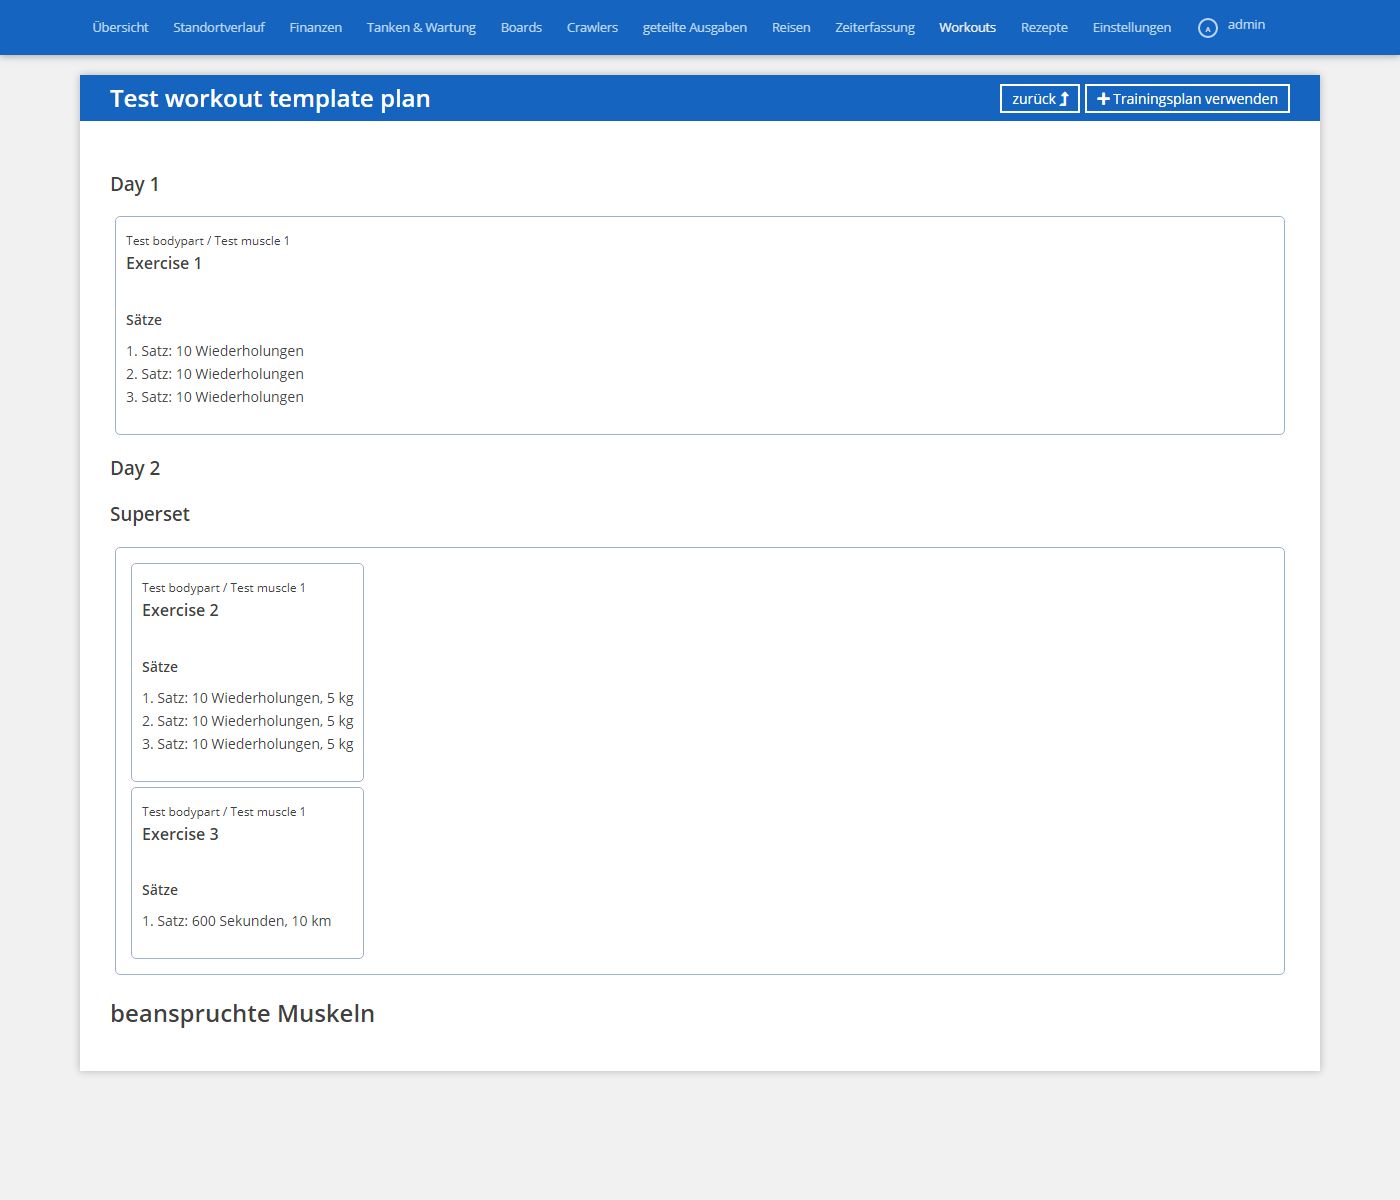 Übersicht Standortverlauf Finanzen Tanken & Wartung Boards Crawlers geteilte Ausgaben Reisen Zeiterfassung Workouts Rezepte Einstellungen A admin
Test workout template plan zurück Trainingsplan verwenden
Day 1
Test bodypart / Test muscle 1
Exercise 1
Sätze
1. Satz: 10 Wiederholungen
2. Satz: 10 Wiederholungen
3. Satz: 10 Wiederholungen
Day 2
Superset
Test bodypart / Test muscle 1
Exercise 2
Sätze
1. Satz: 10 Wiederholungen, 5 kg
2. Satz: 10 Wiederholungen, 5 kg
3. Satz: 10 Wiederholungen, 5 kg
Test bodypart / Test muscle 1
Exercise 3
Sätze
1. Satz: 600 Sekunden, 10 km
beanspruchte Muskeln